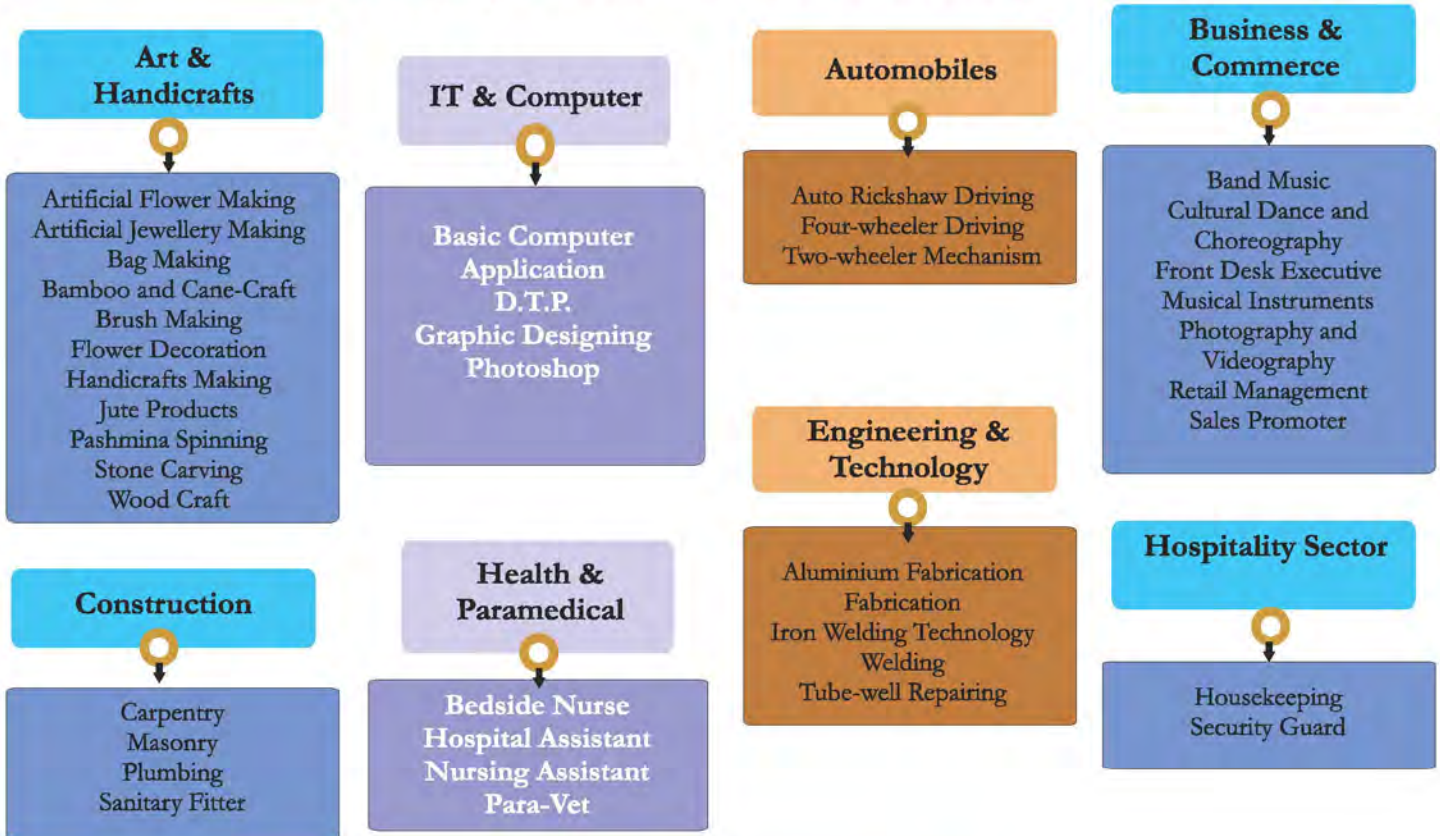 Art &
Handicrafts
Artificial Flower Making
Artificial Jewellery Making
Bag Making
Bamboo and Cane-Craft
Brush Making
Flower Decoration
Handicrafts Making
Jute Products
Pashmina Spinning
Stone Carving
Wood Craft
Construction
Carpentry
Masonry
Plumbing
Sanitary Fitter
IT & Computer
Basic Computer
Application
D.T.P.
Graphic Designing
Photoshop
Health &
Paramedical
Bedside Nurse
Hospital Assistant
Nursing Assistant
Para-Vet
Automobiles
Auto Rickshaw Driving
Four-wheeler Driving
Two-wheeler Mechanism
Engineering &
Technology
Aluminium Fabrication
Fabrication
Iron Welding Technology
Welding
Tube-well Repairing
Business &
Commerce
Band Music
Cultural Dance and
Choreography
Front Desk Executive
Musical Instruments
Photography and
Videography
Retail Management
Sales Promoter
Hospitality Sector
Housekeeping
Security Guard